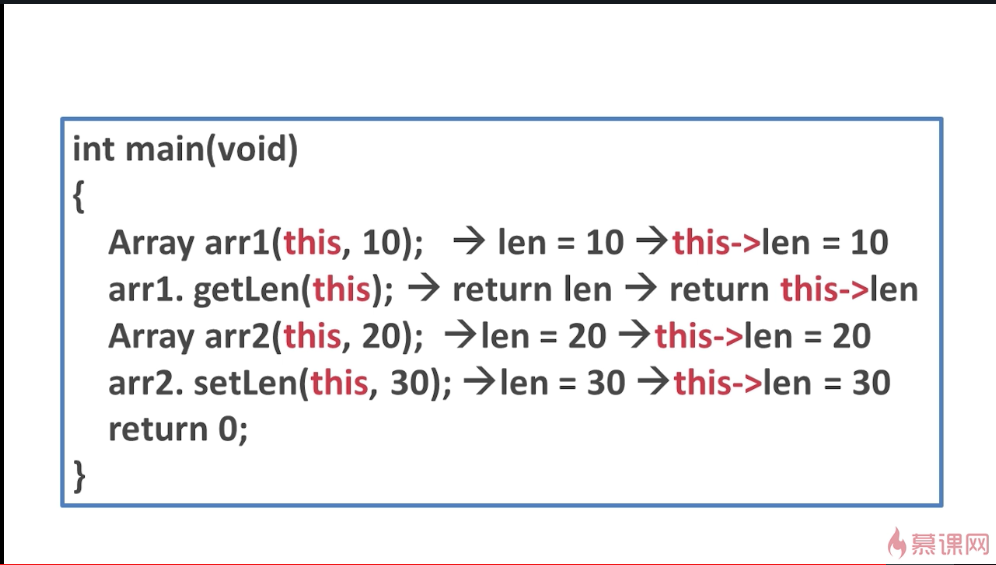 int main(void)
{
Array arr1(this, 10); → len = 10 →this->len = 10
arr1. getLen(this); → return len → return this->len
Array arr2(this, 20); →len = 20 →this->len = 20
arr2. setLen(this, 30); →len = 30 →this->len = 30
return 0;
}
慕课网